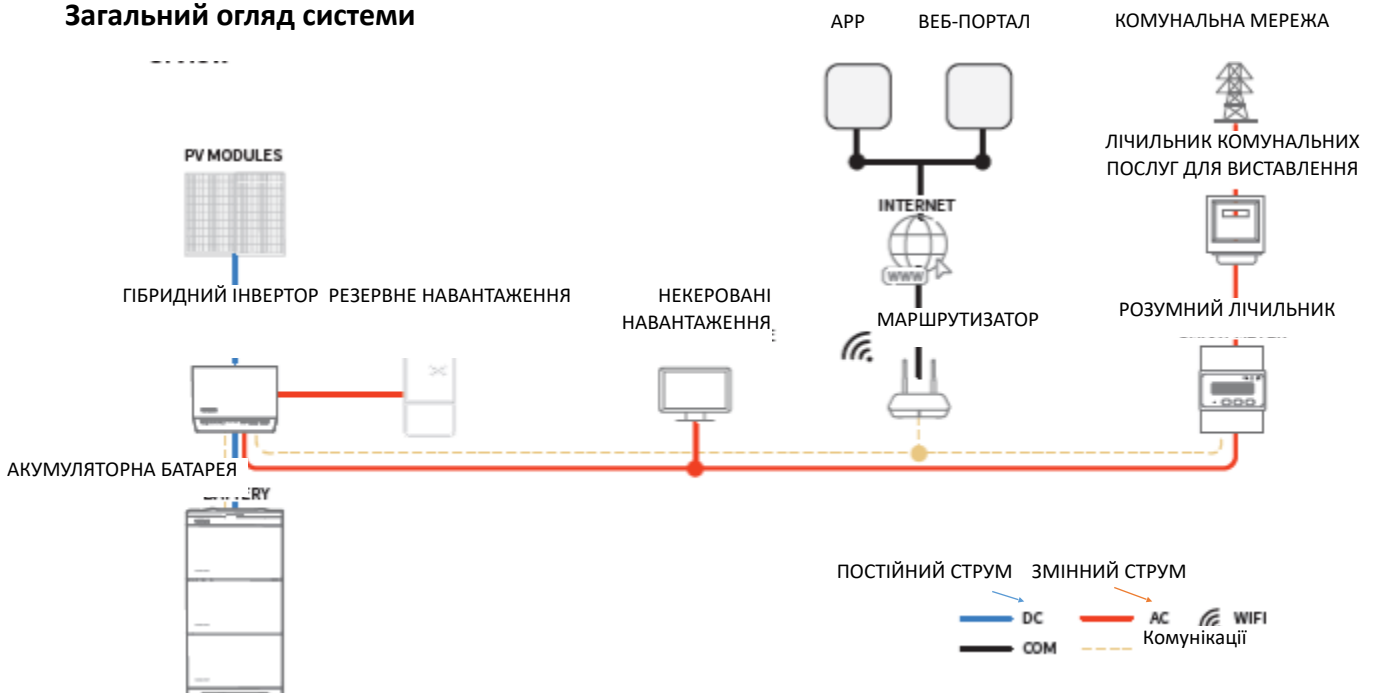 Загальний огляд системи
APP
ВЕБ-ПОРТАЛ
КОМУНАЛЬНА МЕРЕЖА
PV MODULES
ЛІЧИЛЬНИК КОМУНАЛЬНИХ
ПОСЛУГ ДЛЯ ВИСТАВЛЕННЯ
INTERNET
WWW
ГІБРИДНИЙ ІНВЕРТОР
РЕЗЕРВНЕ НАВАНТАЖЕННЯ
НЕКЕРОВАНІ
НАВАНТАЖЕННЯ
МАРШРУТИЗАТОР
РОЗУМНИЙ ЛІЧИЛЬНИК
АКУМУЛЯТОРНА БАТАРЕЯ
ПОСТІЙНИЙ СТРУМ
ЗМІННИЙ СТРУМ
DC
AC
WIFI
COM
Комунікації